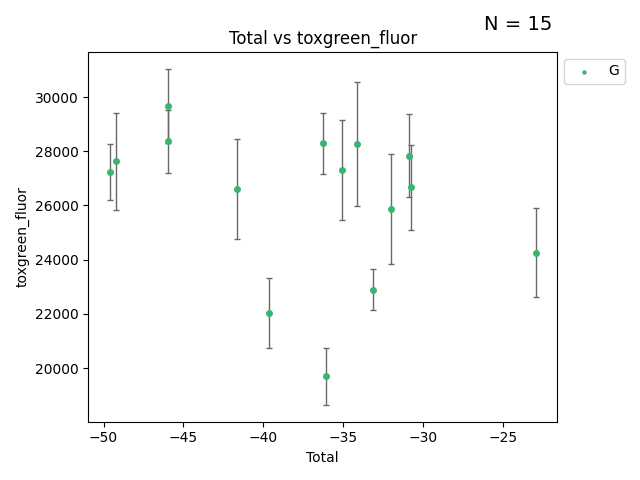 N = 15
Total vs toxgreen_fluor
G
30000
28000
26000
24000
22000
20000
toxgreen_fluor
−50 −45 −40 −35 −30 −25
Total